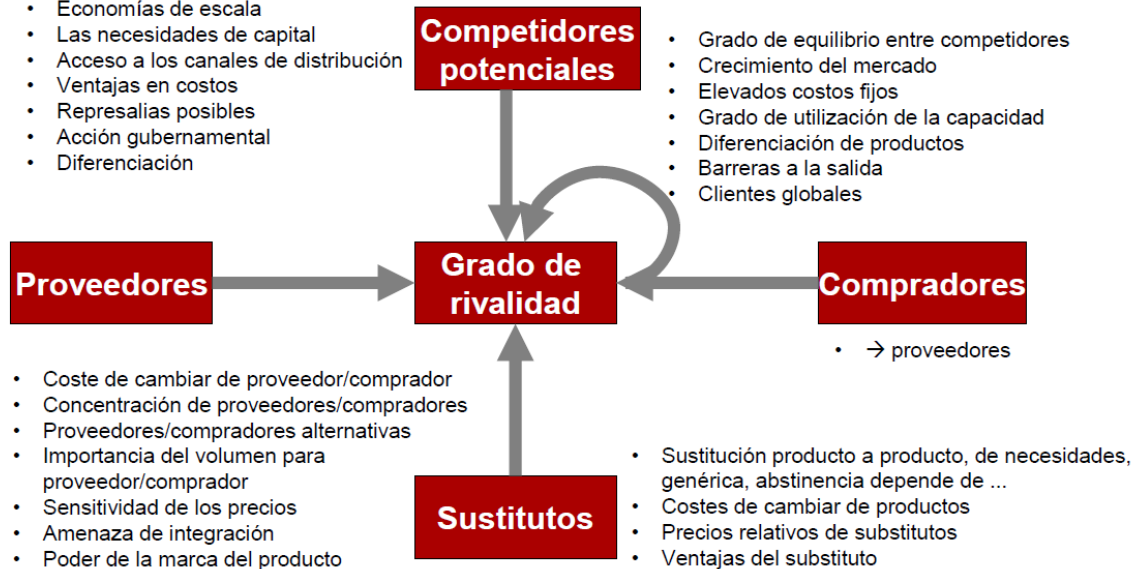 • Economías de escala
• Las necesidades de capital
• Acceso a los canales de distribución
• Ventajas en costos
• Represalias posibles
• Acción gubernamental
• Diferenciación
Competidores
potenciales
• Grado de equilibrio entre competidores
• Crecimiento del mercado
• Elevados costos fijos
• Grado de utilización de la capacidad
• Diferenciación de productos
• Barreras a la salida
• Clientes globales
Proveedores
Grado de
rivalidad
Compradores
• → proveedores
• Coste de cambiar de proveedor/comprador
• Concentración de proveedores/compradores
• Proveedores/compradores alternativas
• Importancia del volumen para
proveedor/comprador
• Sensitividad de los precios
• Amenaza de integración
• Poder de la marca del producto
Sustitutos
• Sustitución producto a producto, de necesidades,
genérica, abstinencia depende de ...
• Costes de cambiar de productos
• Precios relativos de substitutos
• Ventajas del substituto